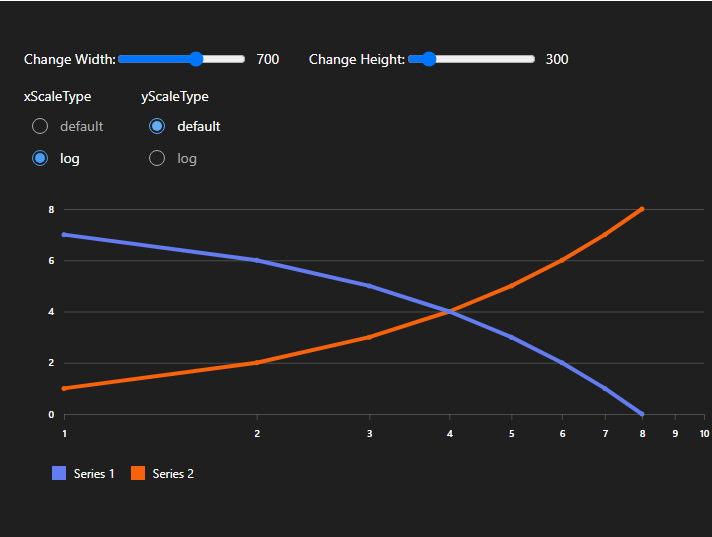 Change Width: 700 Change Height: 300
xScaleType yScaleType
default default
log log
8
6
4
2
0
1 2 3 4 5 6 7 8 9 10
Series 1 Series 2